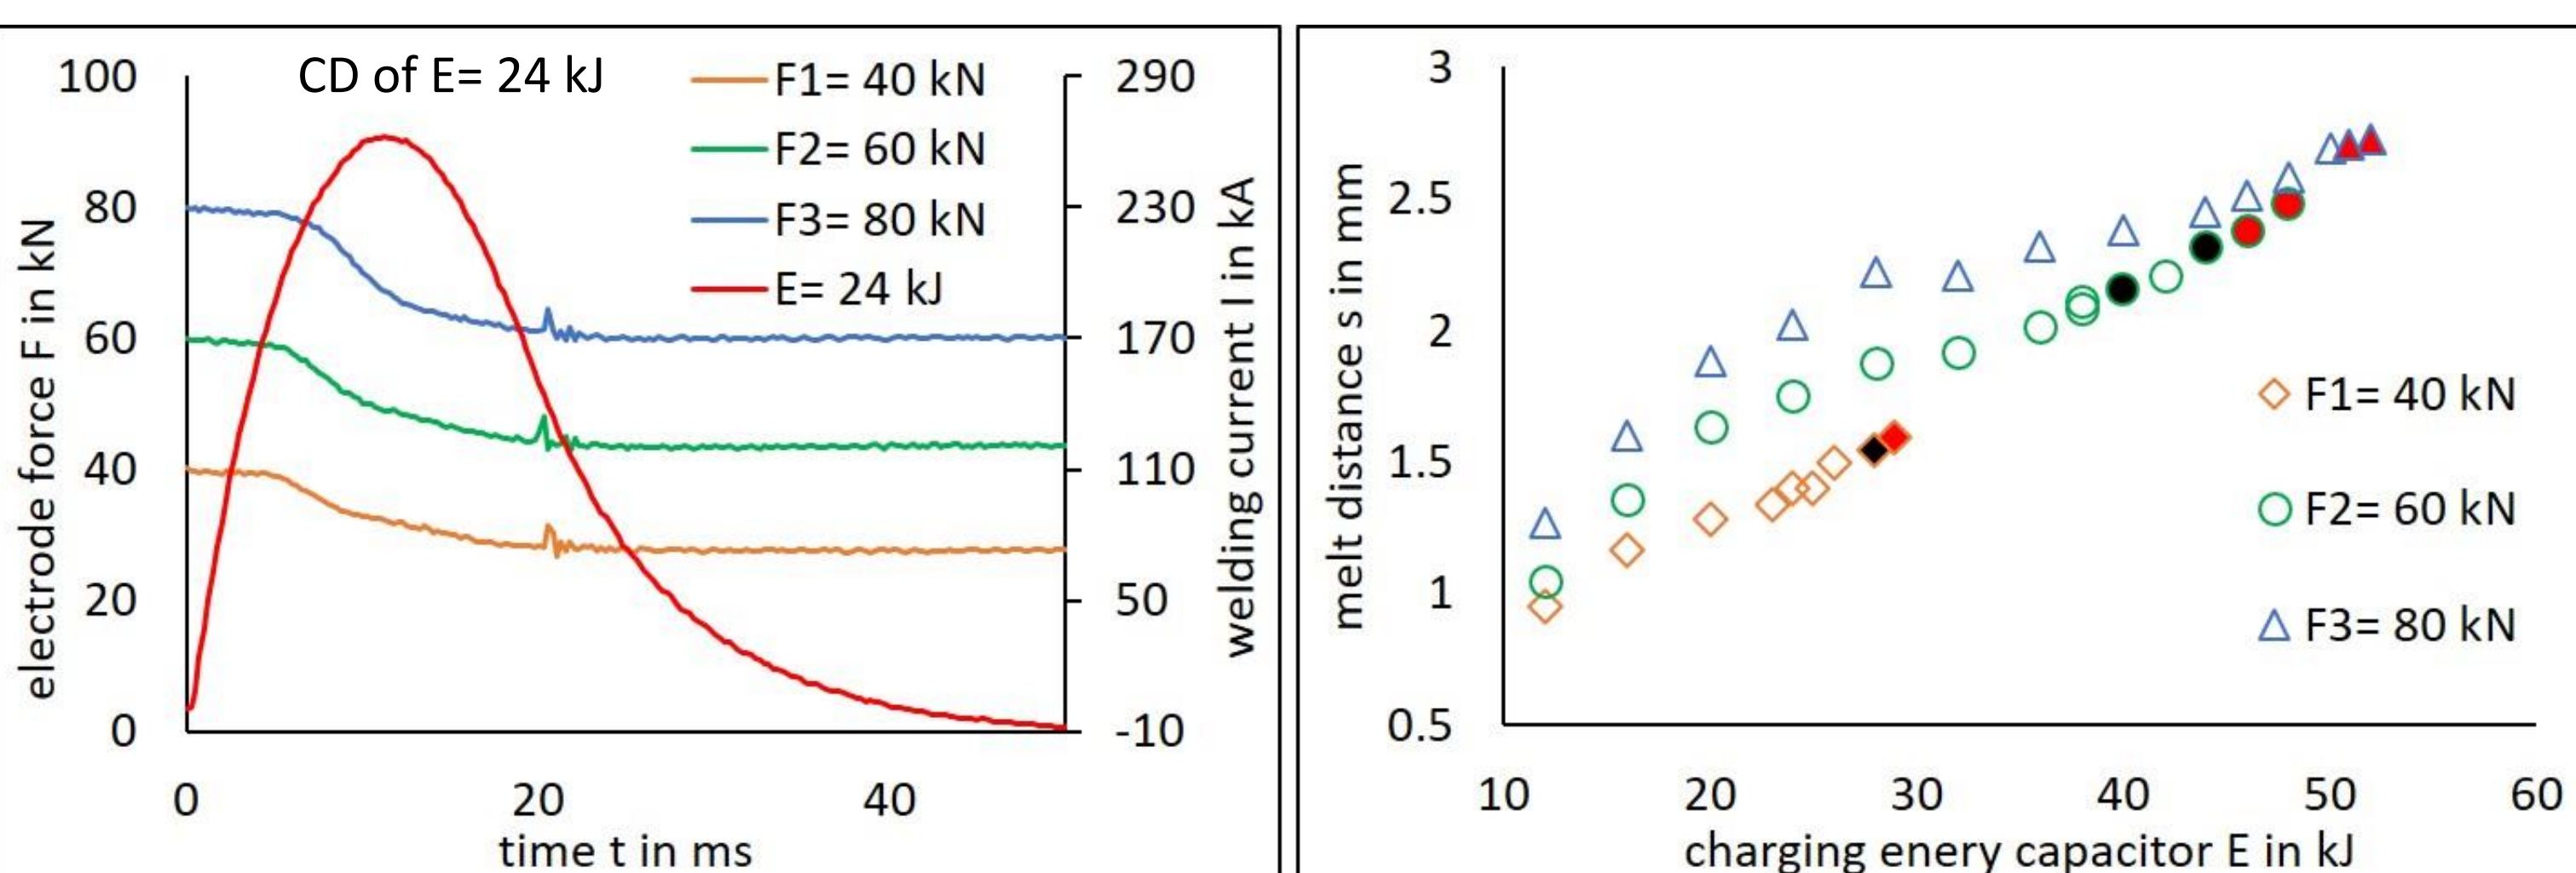 CD of E= 24 kJ
F1= 40 kN
F2= 60 kN
F3= 80 kN
E= 24 kJ
electrode force F in kN
100
80
60
40
20
0
290
230
170
110
50
-10
welding current I in kA
0 20 40
time t in ms
melt distance s in mm
3
2.5
2
1.5
1
0.5
F1= 40 kN
F2= 60 kN
F3= 80 kN
10 20 30 40 50 60
charging enery capacitor E in kJ